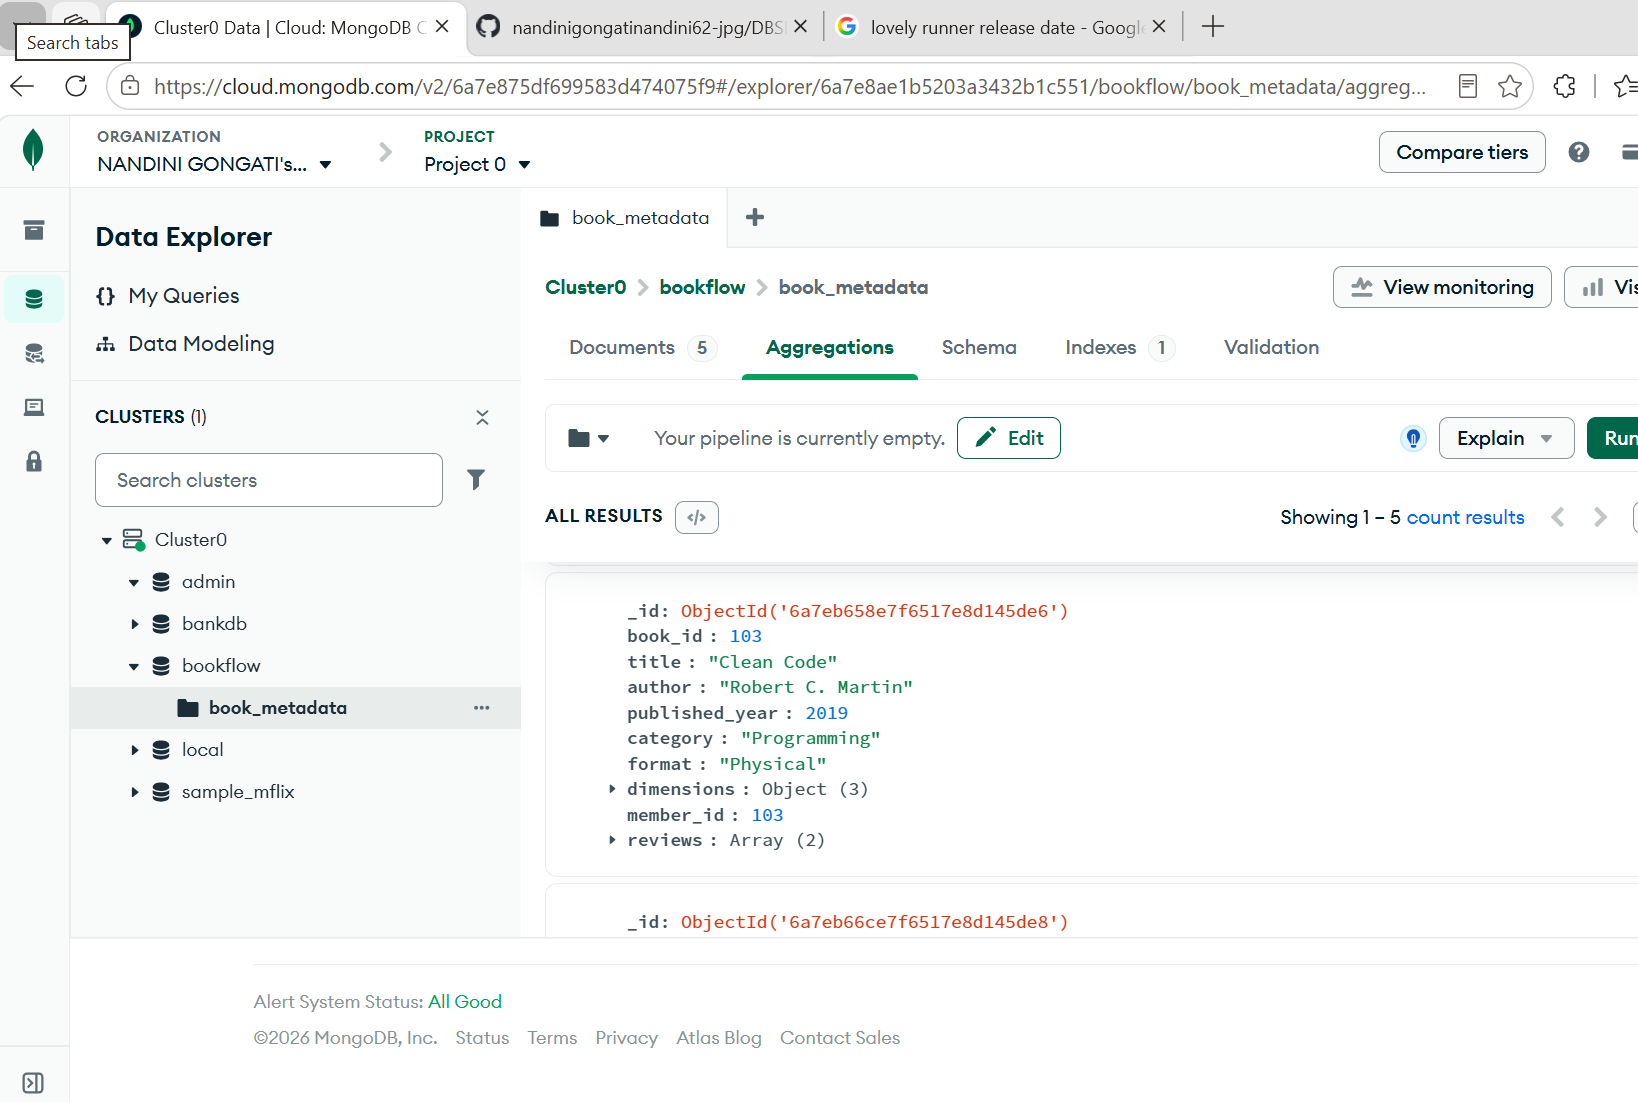 Cluster0 Data | Cloud: MongoDB C
nandinigongatinandini62-jpg/DBS
lovely runner release date - Google
Search tabs
https://cloud.mongodb.com/v2/6a7e875df699583d474075f9#/explorer/6a7e8ae1b5203a3432b1c551/bookflow/book_metadata/aggreg...
ORGANIZATION
NANDINI GONGATI's...
PROJECT
Project 0
Compare tiers
Data Explorer
My Queries
Data Modeling
CLUSTERS (1)
Search clusters
Cluster0
admin
bankdb
bookflow
book_metadata
local
sample_mflix
book_metadata
Cluster0 > bookflow > book_metadata
View monitoring
Vis
Documents 5
Aggregations
Schema
Indexes 1
Validation
Your pipeline is currently empty.
Edit
Explain
Run
ALL RESULTS
Showing 1 – 5 count results
_id: ObjectId('6a7eb658e7f6517e8d145de6')
book_id : 103
title : "Clean Code"
author : "Robert C. Martin"
published_year : 2019
category : "Programming"
format : "Physical"
dimensions : Object (3)
member_id : 103
reviews : Array (2)
_id: ObjectId('6a7eb66ce7f6517e8d145de8')
Alert System Status: All Good
©2026 MongoDB, Inc. Status Terms Privacy Atlas Blog Contact Sales